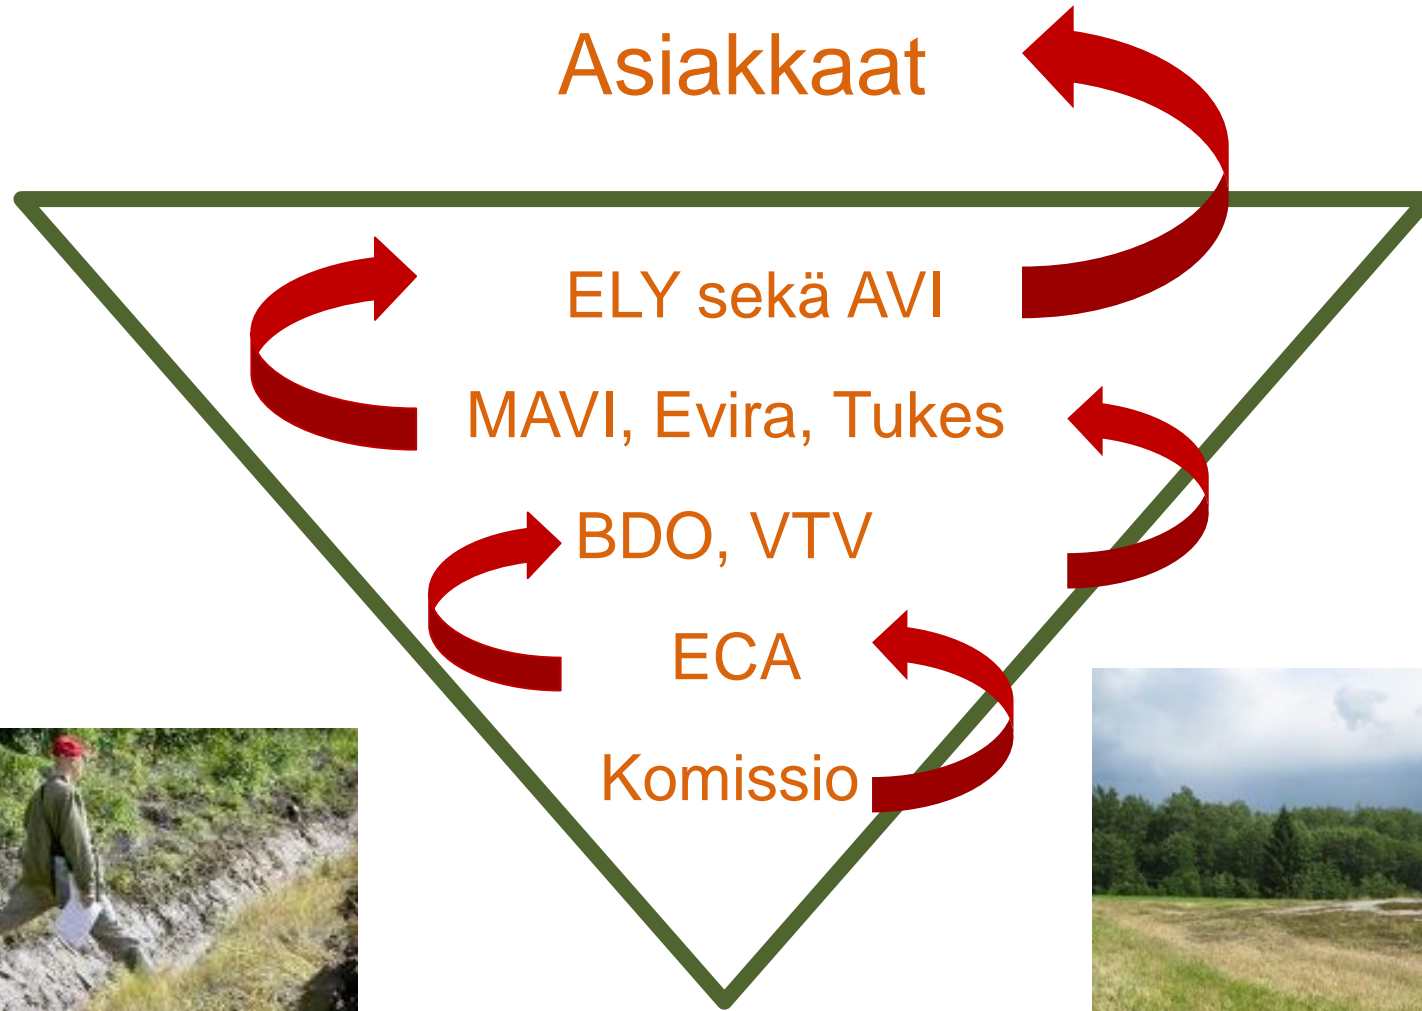 Asiakkaat
ELY sekä AVI
MAVI, Evira, Tukes
BDO, VTV
ECA
Komissio